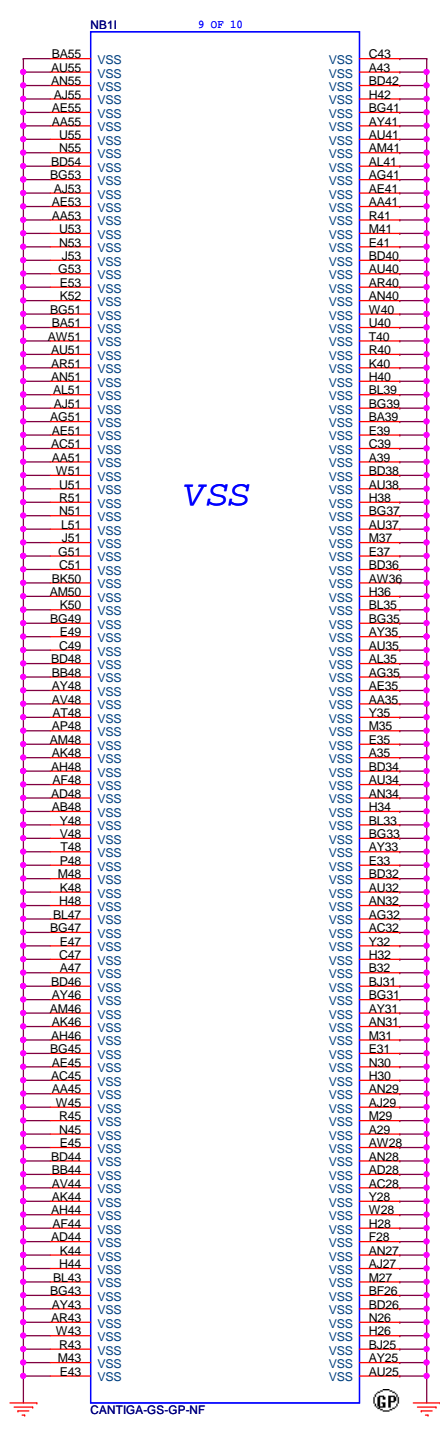 NB1I 9 OF 10
BA55 VSS VSS C43
AU55 VSS VSS A43
AN55 VSS VSS BD42
AJ55 VSS VSS H42
AE55 VSS VSS BG41
AA55 VSS VSS AY41
U55 VSS VSS AU41
N55 VSS VSS AM41
BD54 VSS VSS AL41
BG53 VSS VSS AG41
AJ53 VSS VSS AE41
AE53 VSS VSS AA41
AA53 VSS VSS R41
U53 VSS VSS M41
N53 VSS VSS E41
J53 VSS VSS BD40
G53 VSS VSS AU40
E53 VSS VSS AR40
K52 VSS VSS AN40
BG51 VSS VSS W40
BA51 VSS VSS U40
AW51 VSS VSS T40
AU51 VSS VSS R40
AR51 VSS VSS K40
AN51 VSS VSS H40
AL51 VSS VSS BL39
AJ51 VSS VSS BG39
AG51 VSS VSS BA39
AE51 VSS VSS E39
AC51 VSS VSS C39
AA51 VSS VSS A39
W51 VSS VSS BD38
U51 VSS VSS AU38
VSS
R51 VSS VSS H38
N51 VSS VSS BG37
L51 VSS VSS AU37
J51 VSS VSS M37
G51 VSS VSS E37
C51 VSS VSS BD36
BK50 VSS VSS AW36
AM50 VSS VSS H36
K50 VSS VSS BL35
BG49 VSS VSS BG35
E49 VSS VSS AY35
C49 VSS VSS AU35
BD48 VSS VSS AL35
BB48 VSS VSS AG35
AY48 VSS VSS AE35
AV48 VSS VSS AA35
AT48 VSS VSS Y35
AP48 VSS VSS M35
AM48 VSS VSS E35
AK48 VSS VSS A35
AH48 VSS VSS BD34
AF48 VSS VSS AU34
AD48 VSS VSS AN34
AB48 VSS VSS H34
Y48 VSS VSS BL33
V48 VSS VSS BG33
T48 VSS VSS AY33
P48 VSS VSS E33
M48 VSS VSS BD32
K48 VSS VSS AU32
H48 VSS VSS AN32
BL47 VSS VSS AG32
BG47 VSS VSS AC32
E47 VSS VSS Y32
C47 VSS VSS H32
A47 VSS VSS B32
BD46 VSS VSS BJ31
AY46 VSS VSS BG31
AM46 VSS VSS AY31
AK46 VSS VSS AN31
AH46 VSS VSS M31
BG45 VSS VSS E31
AE45 VSS VSS N30
AC45 VSS VSS H30
AA45 VSS VSS AN29
W45 VSS VSS AJ29
R45 VSS VSS M29
N45 VSS VSS A29
E45 VSS VSS AW28
BD44 VSS VSS AN28
BB44 VSS VSS AD28
AV44 VSS VSS AC28
AK44 VSS VSS Y28
AH44 VSS VSS W28
AF44 VSS VSS H28
AD44 VSS VSS F28
K44 VSS VSS AN27
H44 VSS VSS AJ27
BL43 VSS VSS M27
BG43 VSS VSS BF26
AY43 VSS VSS BD26
AR43 VSS VSS N26
W43 VSS VSS H26
R43 VSS VSS BJ25
M43 VSS VSS AY25
E43 VSS VSS AU25
GP
CANTIGA-GS-GP-NF